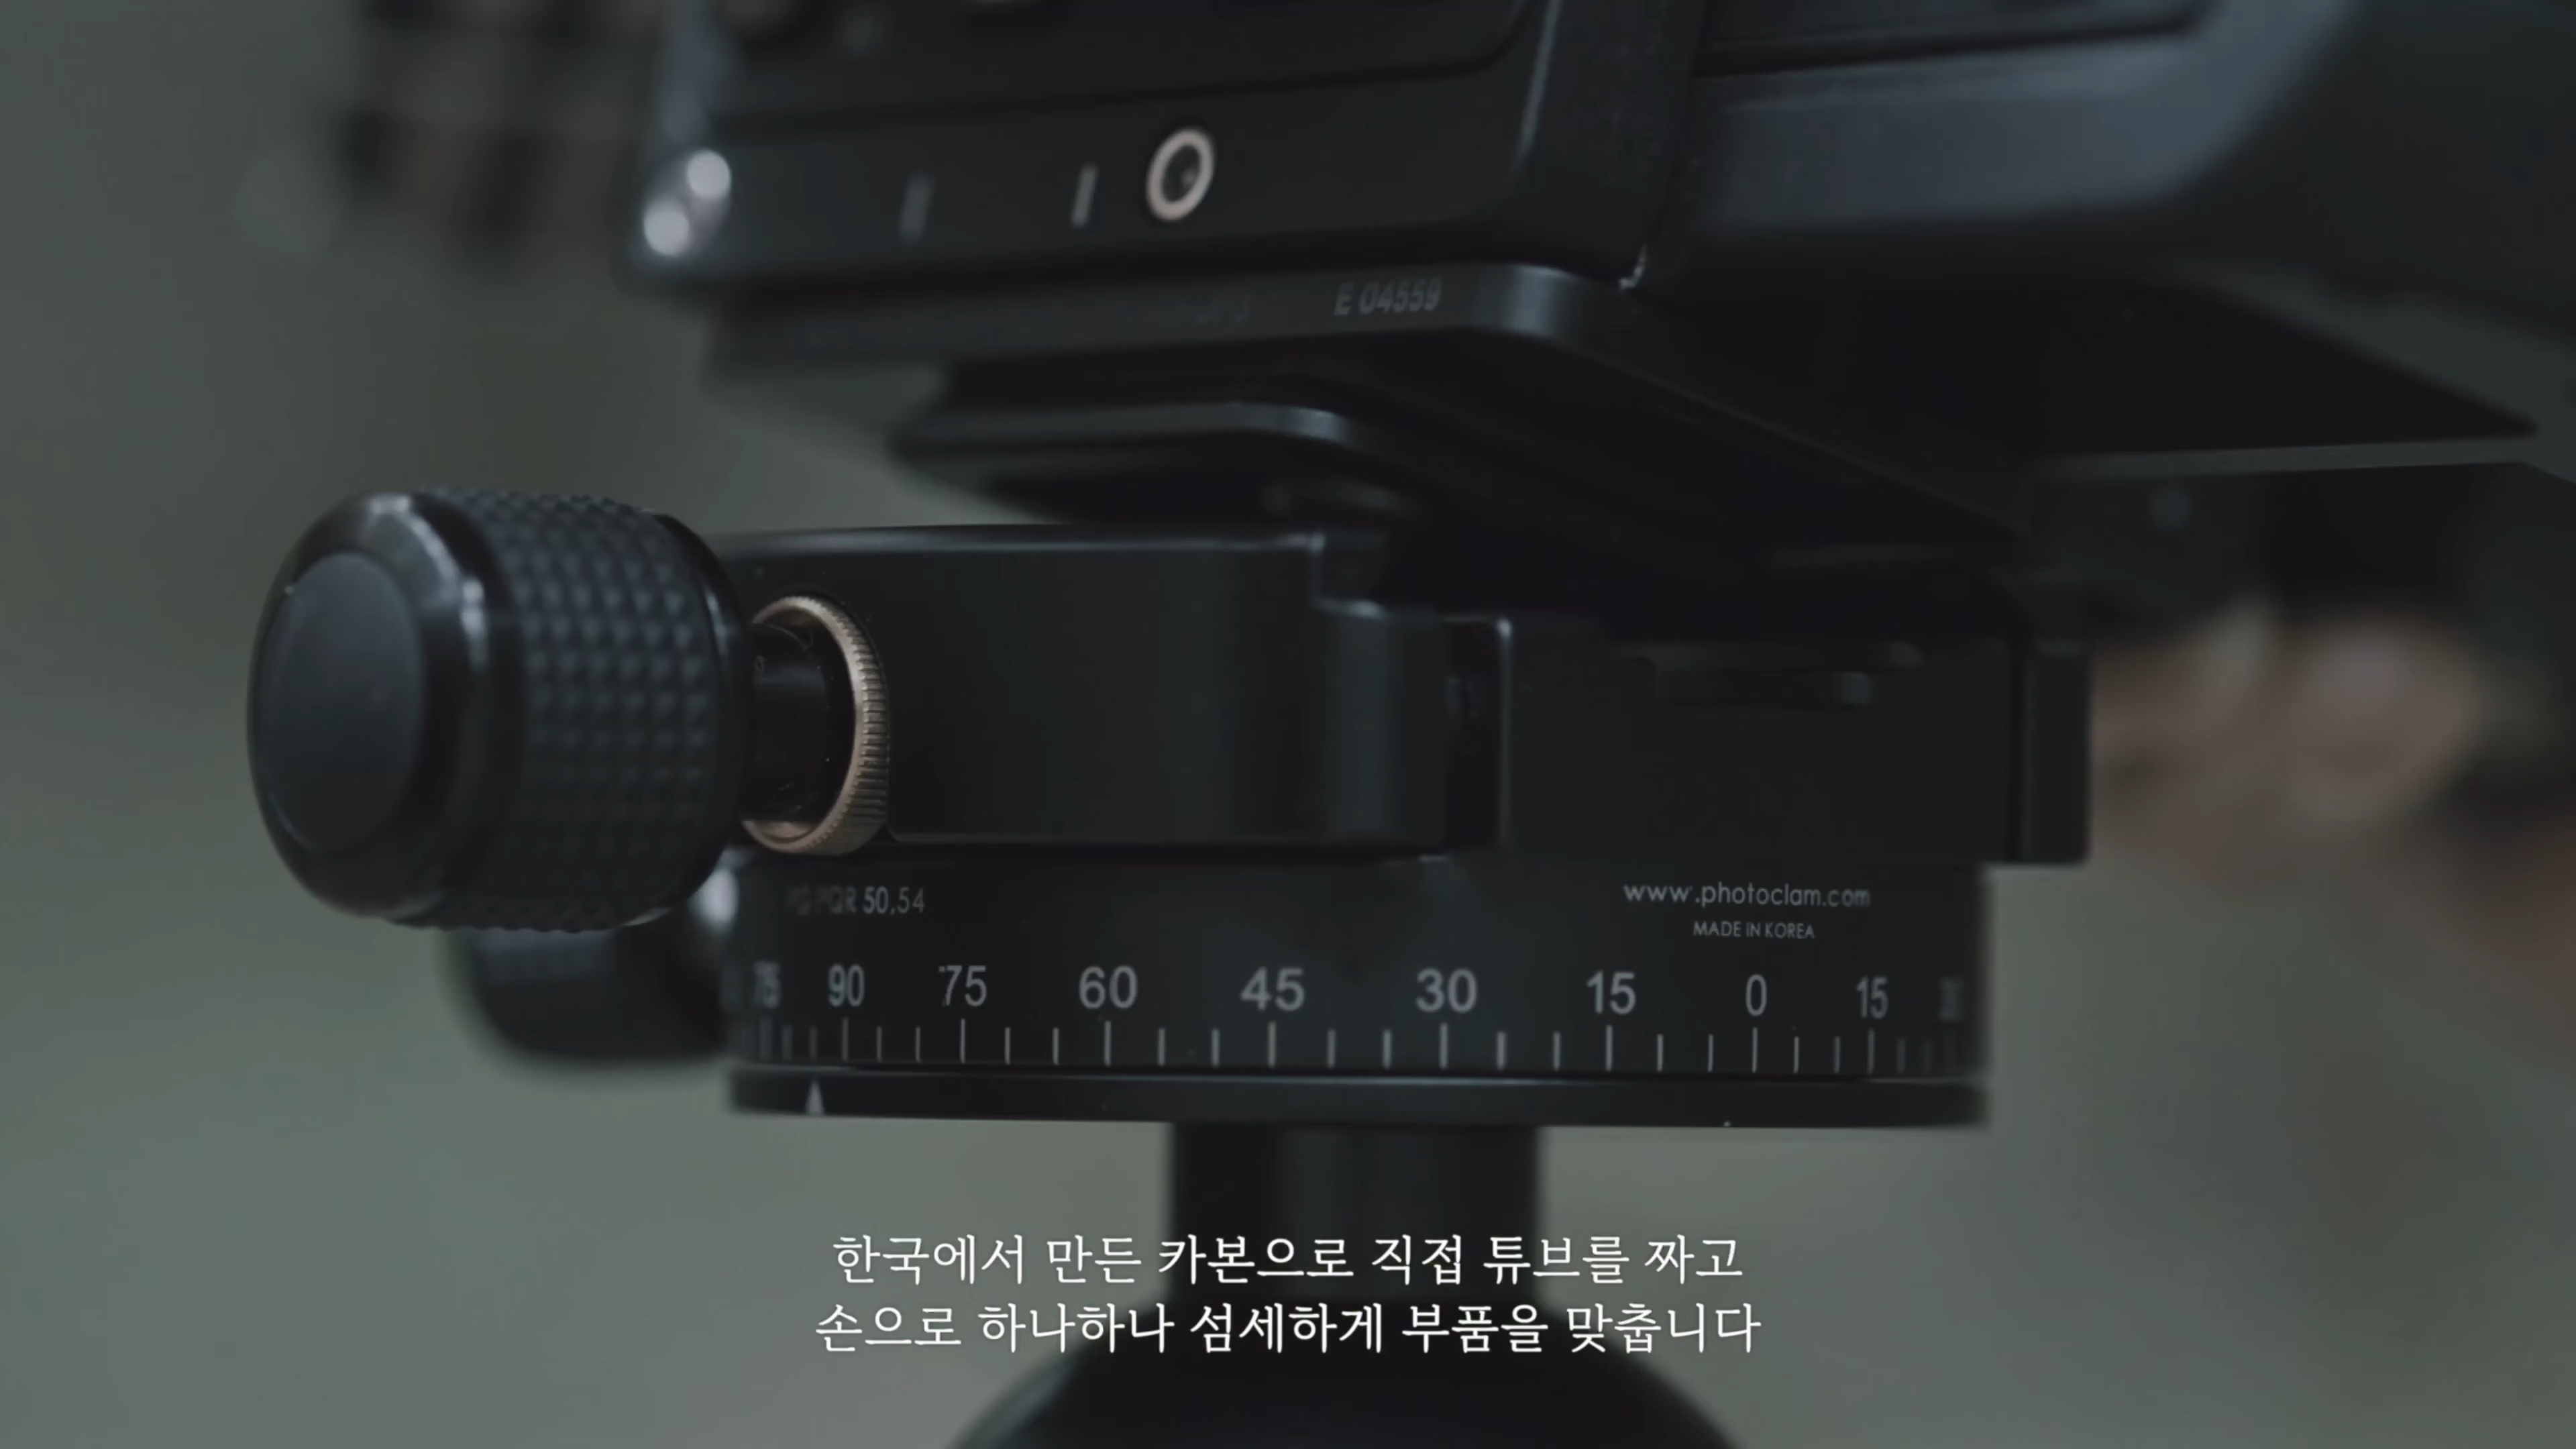 E 04559
50,54
www.photoclam.com
MADE IN KOREA
75 90 75 60 45 30 15 0 15 30
한국에서 만든 카본으로 직접 튜브를 짜고
손으로 하나하나 섬세하게 부품을 맞춥니다